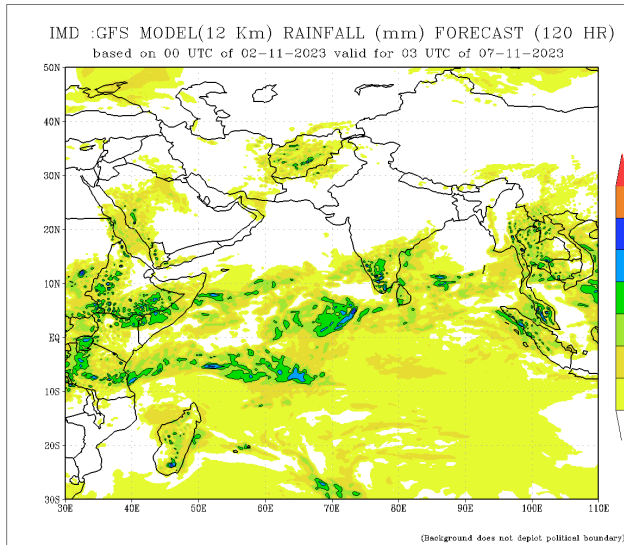 IMD :GFS MODEL(12 Km) RAINFALL (mm) FORECAST (120 HR)
based on 00 UTC of 02-11-2023 valid for 03 UTC of 07-11-2023
50N
40N
30N
20N
10N
EQ
10S
20S
30S
30E 40E 50E 60E 70E 80E 90E 100E 110E
(Background does not depiot political boundary)